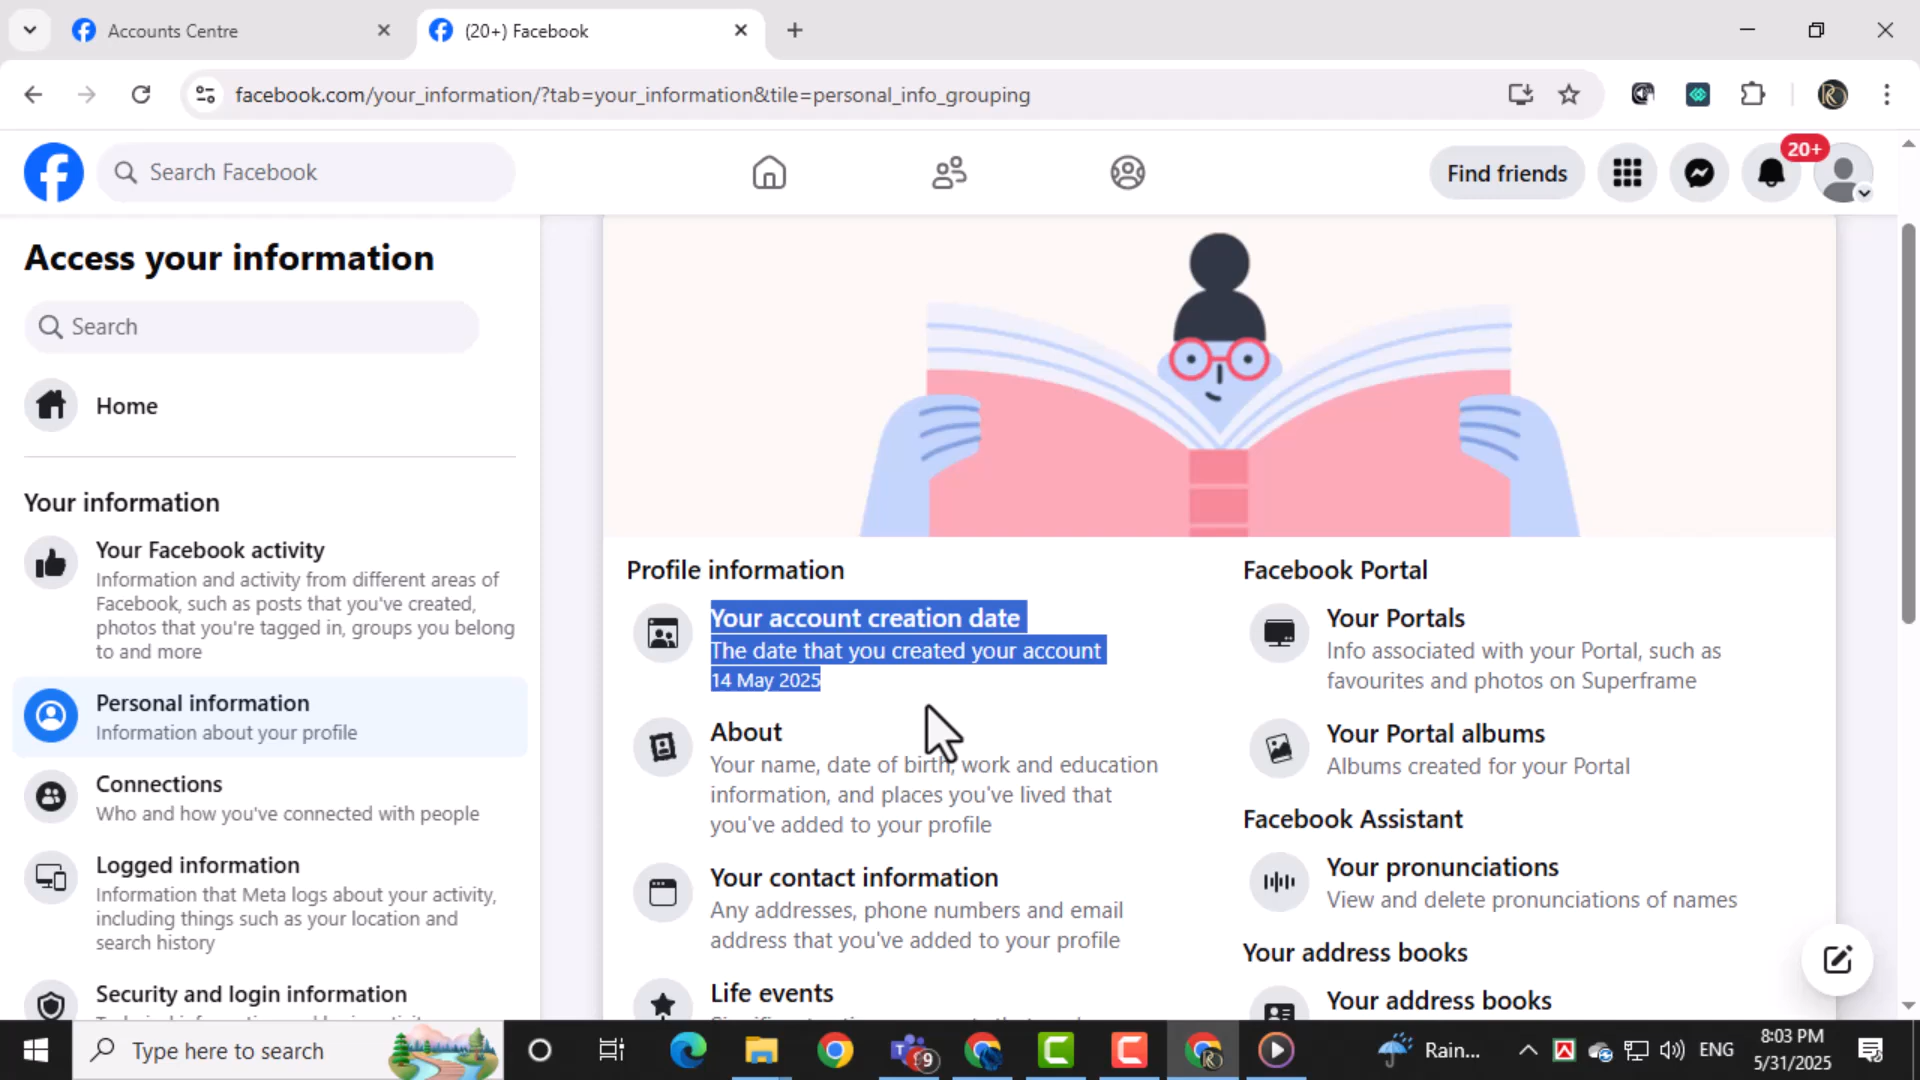 Accounts Centre
(20+) Facebook
facebook.com/your_information/?tab=your_information&tile=personal_info_grouping
Search Facebook
Find friends
20+
Access your information
Search
Home
Your information
Your Facebook activity
Information and activity from different areas of
Facebook, such as posts that you've created,
photos that you're tagged in, groups you belong
to and more
Personal information
Information about your profile
Connections
Who and how you've connected with people
Logged information
Information that Meta logs about your activity,
including things such as your location and
search history
Security and login information
Profile information
Your account creation date
The date that you created your account
14 May 2025
About
Your name, date of birth, work and education
information, and places you've lived that
you've added to your profile
Your contact information
Any addresses, phone numbers and email
address that you've added to your profile
Life events
Facebook Portal
Your Portals
Info associated with your Portal, such as
favourites and photos on Superframe
Your Portal albums
Albums created for your Portal
Facebook Assistant
Your pronunciations
View and delete pronunciations of names
Your address books
Your address books
Type here to search
9
Rain...
ENG
8:03 PM
5/31/2025